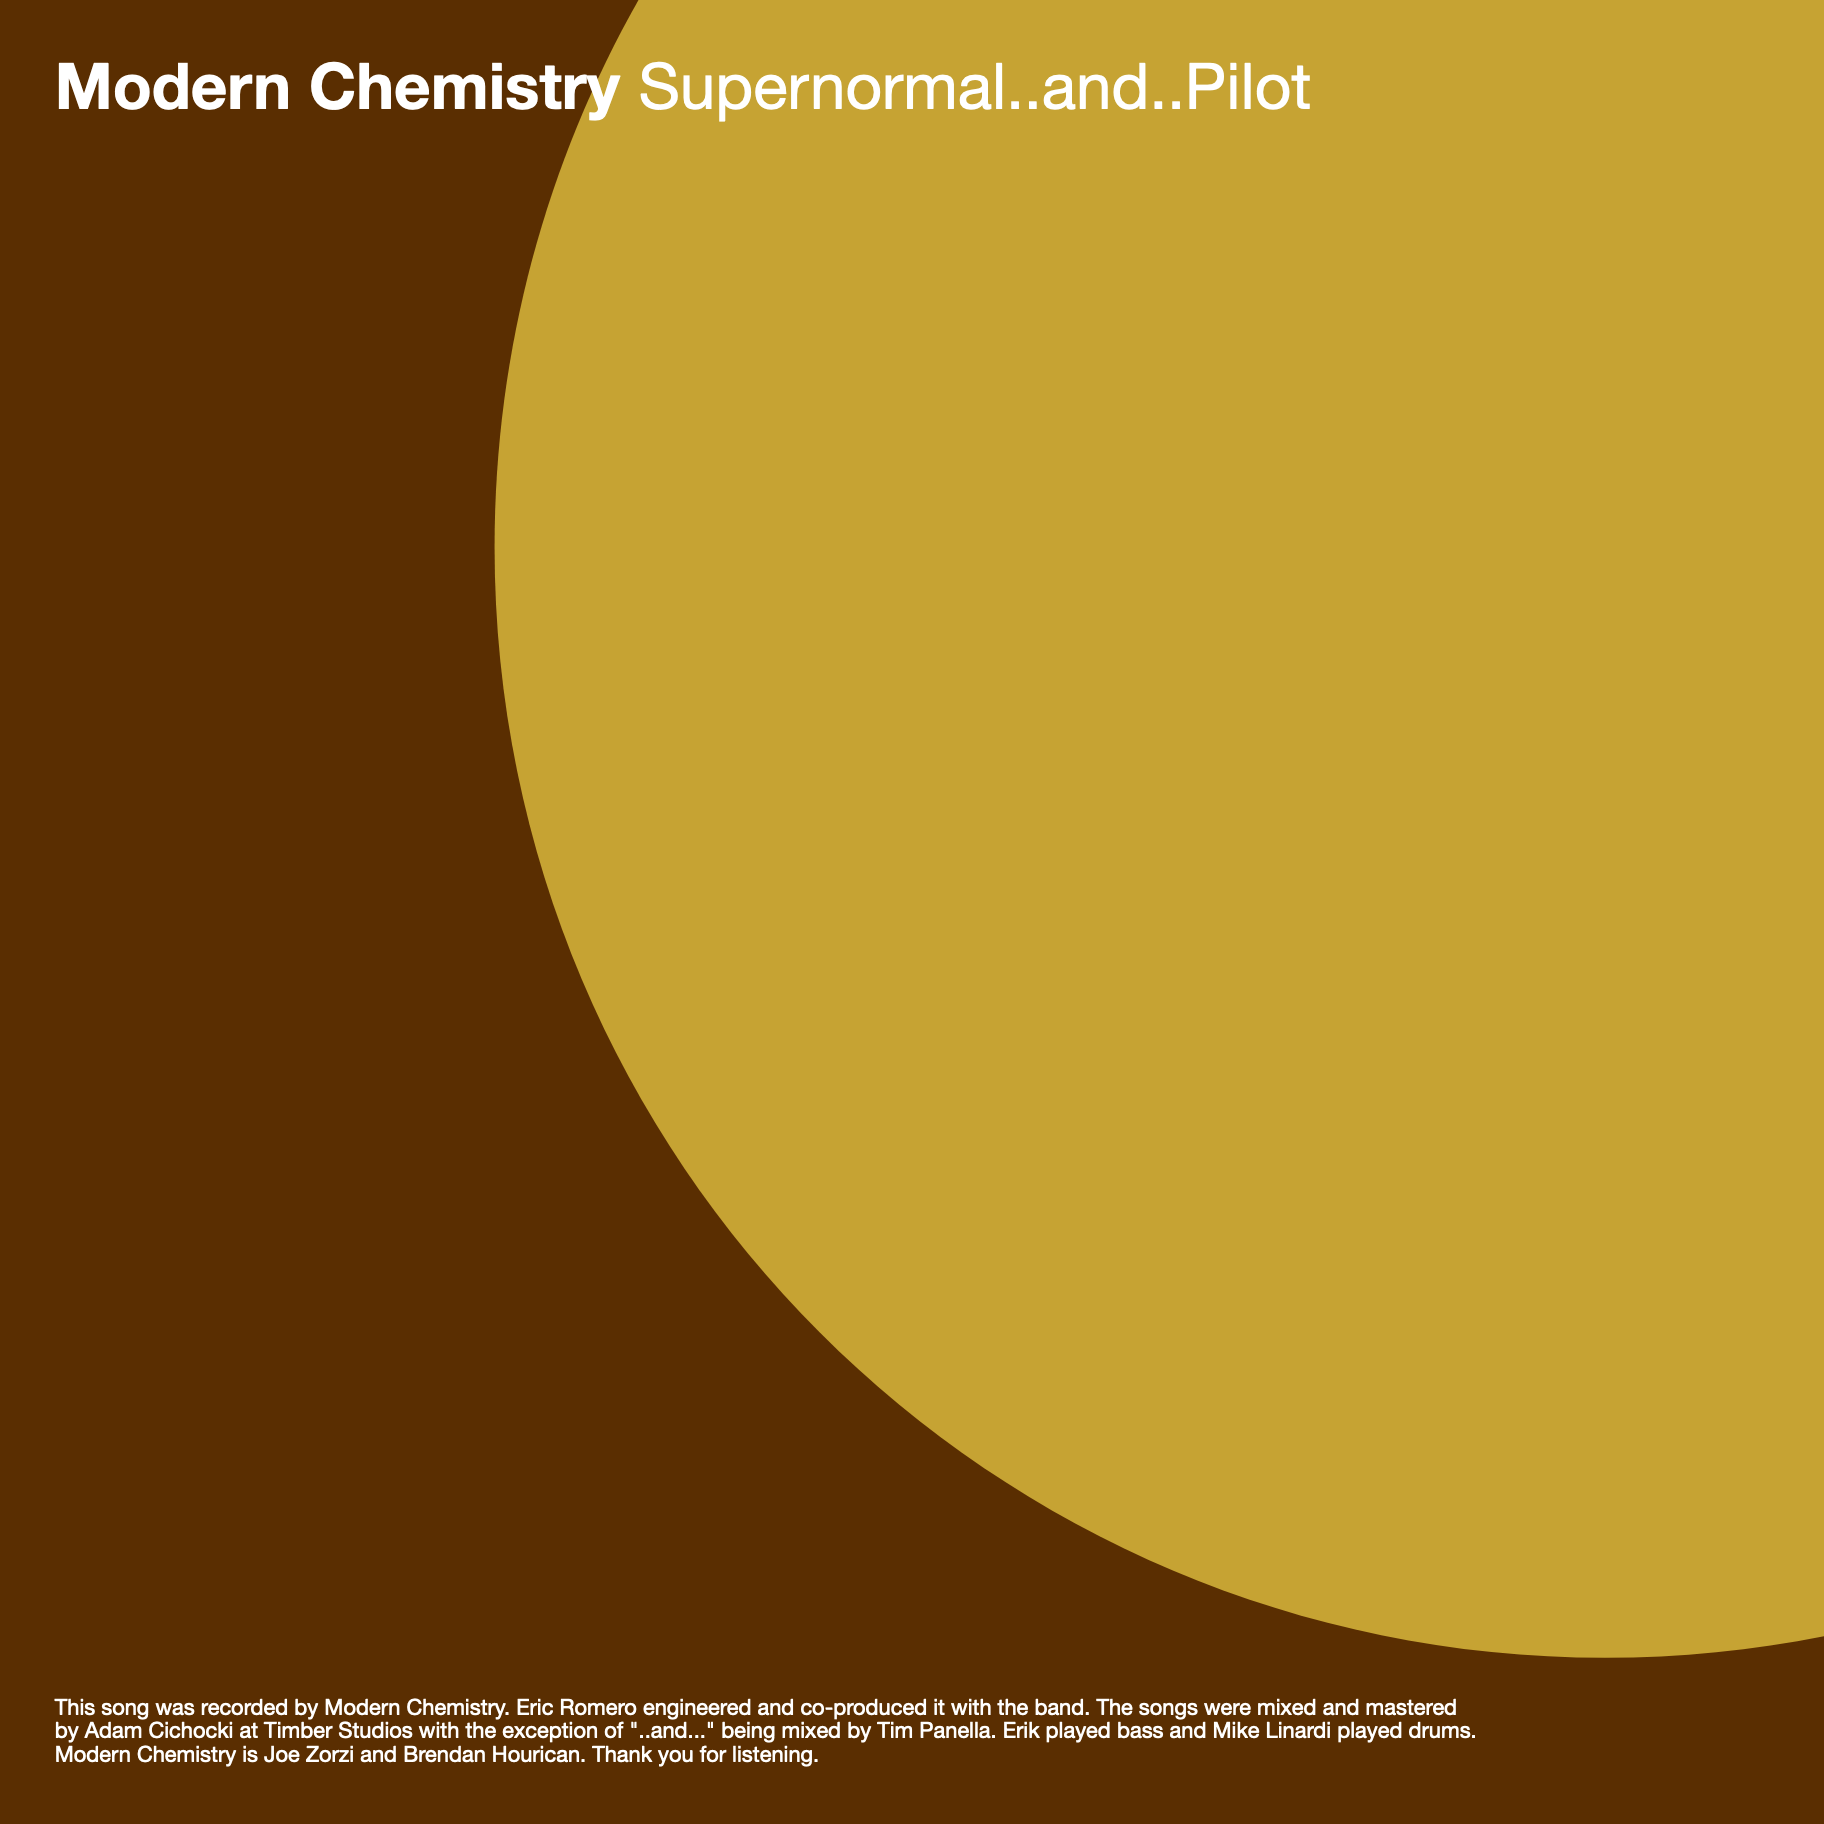 Modern Chemistry Supernormal..and..Pilot
This song was recorded by Modern Chemistry. Eric Romero engineered and co-produced it with the band. The songs were mixed and mastered
by Adam Cichocki at Timber Studios with the exception of "..and..." being mixed by Tim Panella. Erik played bass and Mike Linardi played drums.
Modern Chemistry is Joe Zorzi and Brendan Hourican. Thank you for listening.